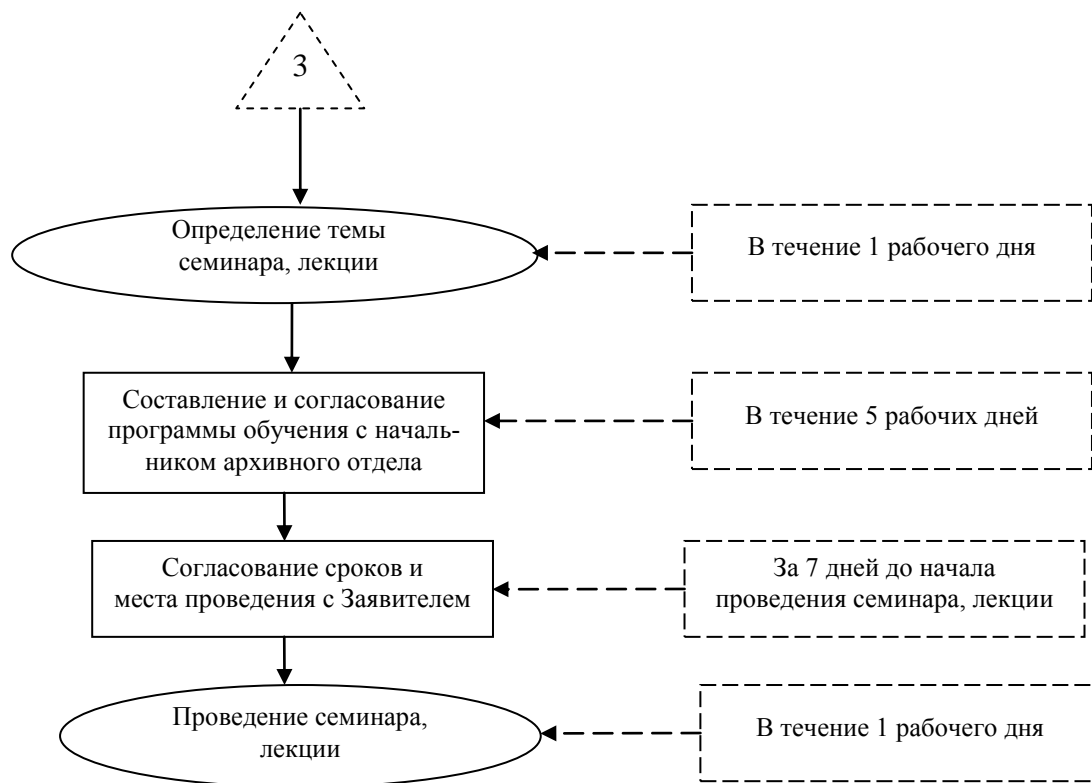 3
Определение темы
семинара, лекции
В течение 1 рабочего дня
Составление и согласование
программы обучения с началь-
ником архивного отдела
В течение 5 рабочих дней
Согласование сроков и
места проведения с Заявителем
За 7 дней до начала
проведения семинара, лекции
Проведение семинара,
лекции
В течение 1 рабочего дня